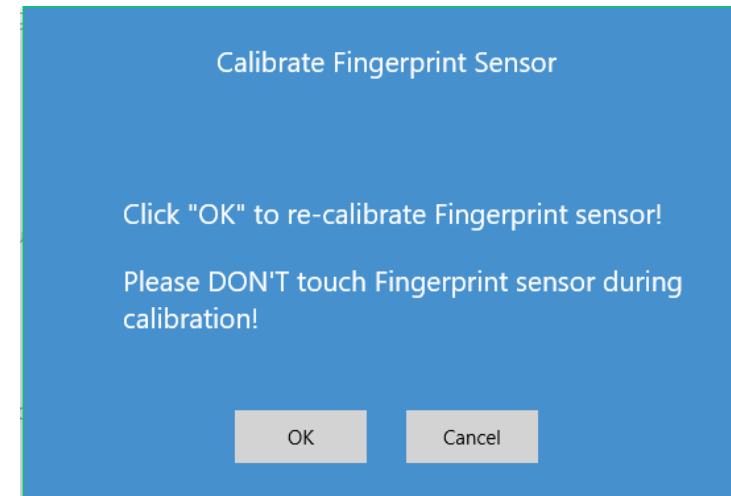 Calibrate Fingerprint Sensor
Click "OK" to re-calibrate Fingerprint sensor!
Please DON'T touch Fingerprint sensor during
calibration!
OK
Cancel